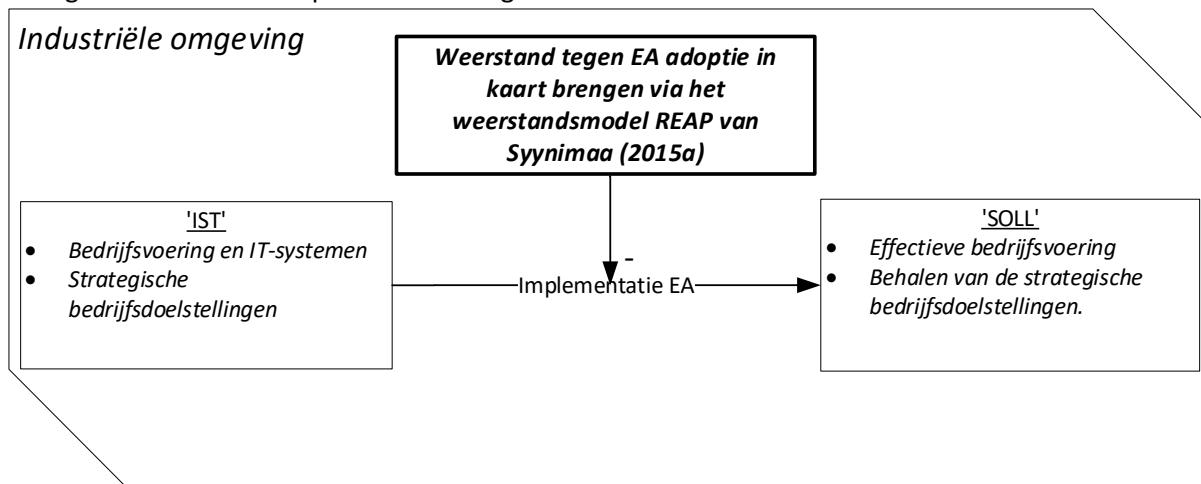 Industriële omgeving
Weerstand tegen EA adoptie in
kaart brengen via het
weerstandsmodel REAP van
Syynimaa (2015a)
'IST'
• Bedrijfsvoering en IT-systemen
• Strategische
bedrijfsdoelstellingen
-
Implementatie EA
'SOLL'
• Effectieve bedrijfsvoering
• Behalen van de strategische
bedrijfsdoelstellingen.